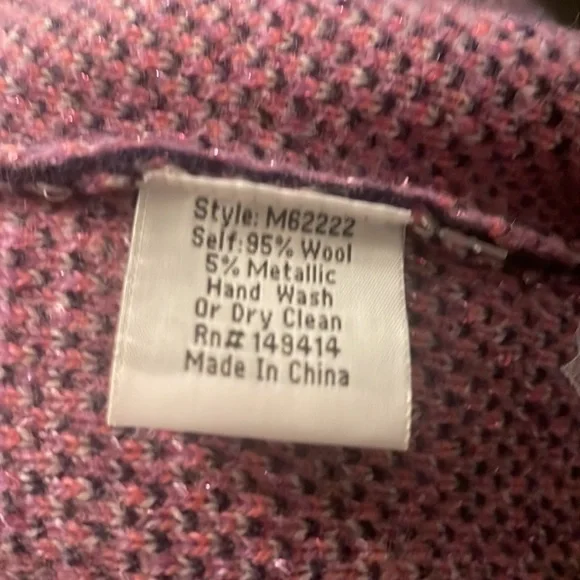 Style: M62222
Self:95% Wool
5% Metallic
Hand Wash
Or Dry Clean
Rn# 149414
Made In China